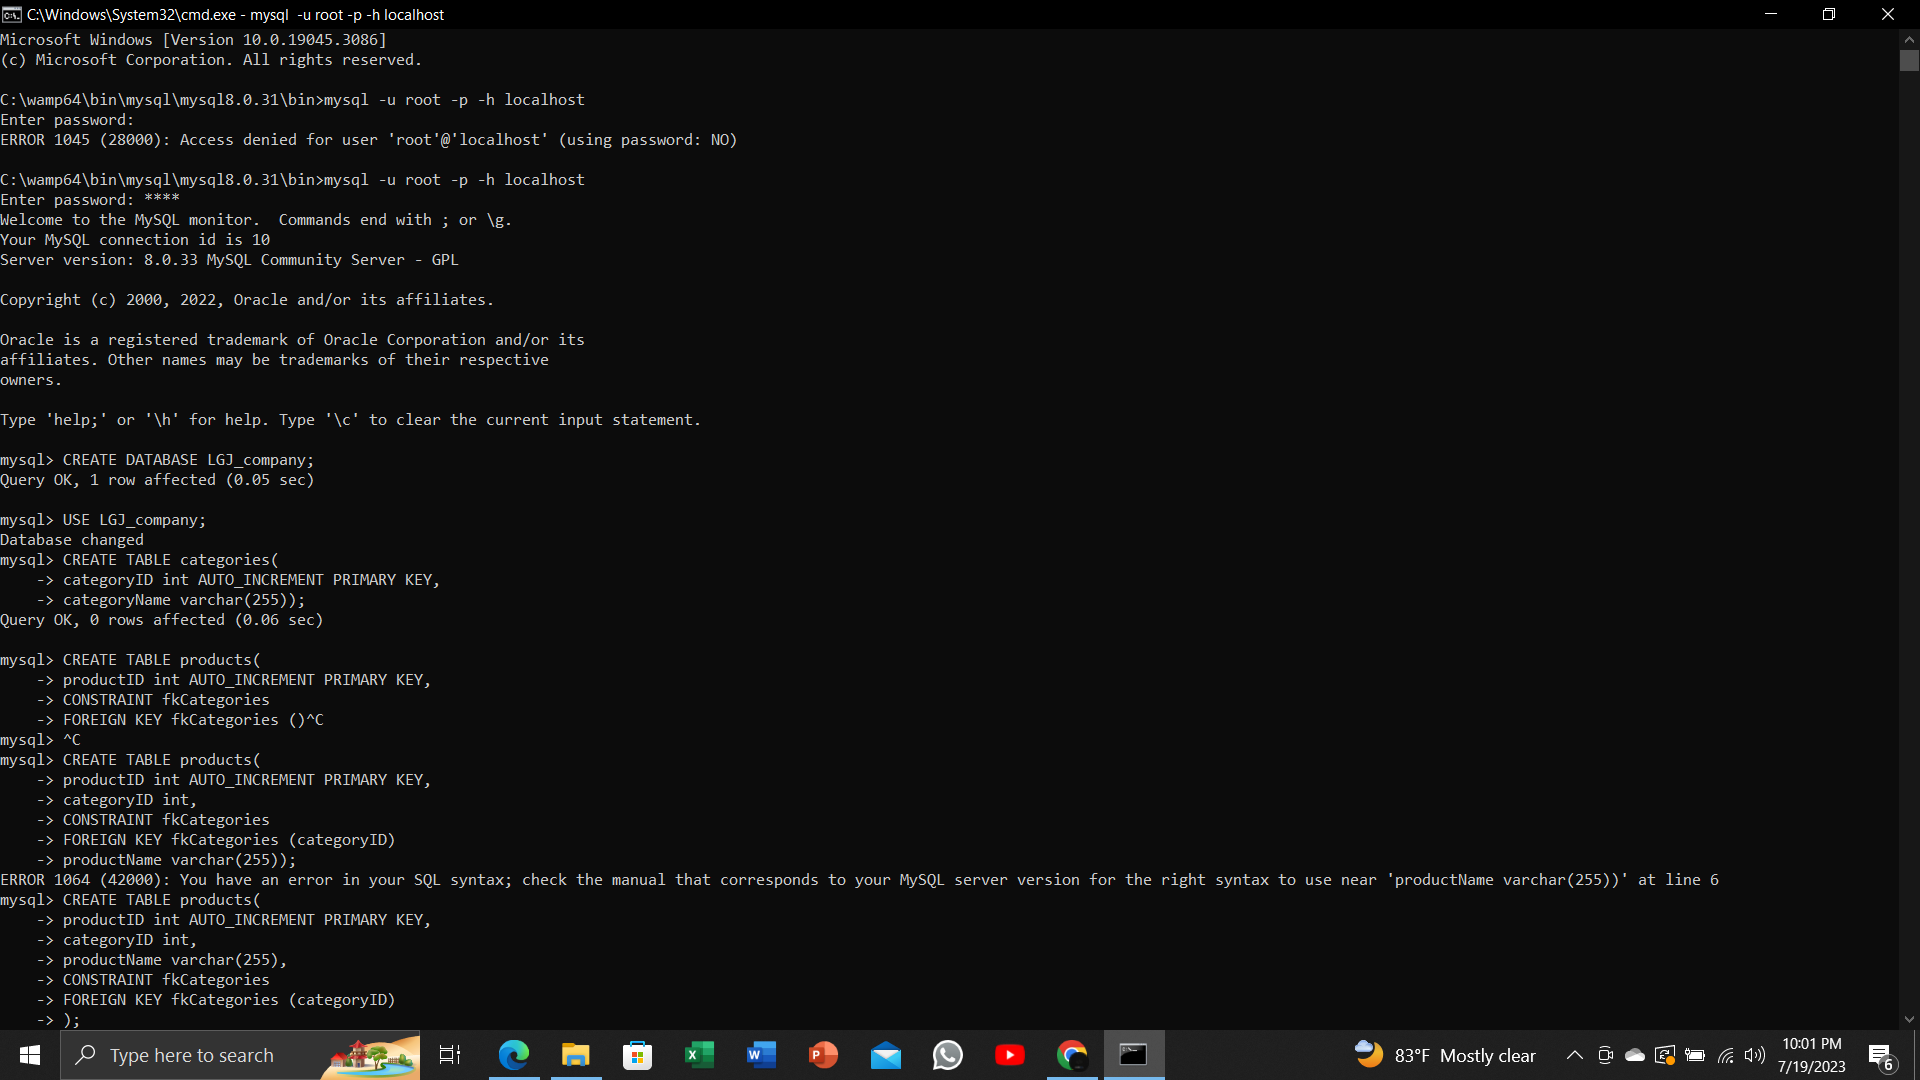 C:\Windows\System32\cmd.exe - mysql  -u root -p -h localhost
Microsoft Windows [Version 10.0.19045.3086]
(c) Microsoft Corporation. All rights reserved.
C:\wamp64\bin\mysql\mysql8.0.31\bin>mysql -u root -p -h localhost
Enter password:
ERROR 1045 (28000): Access denied for user 'root'@'localhost' (using password: NO)
C:\wamp64\bin\mysql\mysql8.0.31\bin>mysql -u root -p -h localhost
Enter password: ****
Welcome to the MySQL monitor.  Commands end with ; or \g.
Your MySQL connection id is 10
Server version: 8.0.33 MySQL Community Server - GPL
Copyright (c) 2000, 2022, Oracle and/or its affiliates.
Oracle is a registered trademark of Oracle Corporation and/or its
affiliates. Other names may be trademarks of their respective
owners.
Type 'help;' or '\h' for help. Type '\c' to clear the current input statement.
mysql> CREATE DATABASE LGJ_company;
Query OK, 1 row affected (0.05 sec)
mysql> USE LGJ_company;
Database changed
mysql> CREATE TABLE categories(
    -> categoryID int AUTO_INCREMENT PRIMARY KEY,
    -> categoryName varchar(255));
Query OK, 0 rows affected (0.06 sec)
mysql> CREATE TABLE products(
    -> productID int AUTO_INCREMENT PRIMARY KEY,
    -> CONSTRAINT fkCategories
    -> FOREIGN KEY fkCategories ()^C
mysql> ^C
mysql> CREATE TABLE products(
    -> productID int AUTO_INCREMENT PRIMARY KEY,
    -> categoryID int,
    -> CONSTRAINT fkCategories
    -> FOREIGN KEY fkCategories (categoryID)
    -> productName varchar(255));
ERROR 1064 (42000): You have an error in your SQL syntax; check the manual that corresponds to your MySQL server version for the right syntax to use near 'productName varchar(255))' at line 6
mysql> CREATE TABLE products(
    -> productID int AUTO_INCREMENT PRIMARY KEY,
    -> categoryID int,
    -> productName varchar(255),
    -> CONSTRAINT fkCategories
    -> FOREIGN KEY fkCategories (categoryID)
    -> );
Type here to search
83°F  Mostly clear
10:01 PM
7/19/2023
6